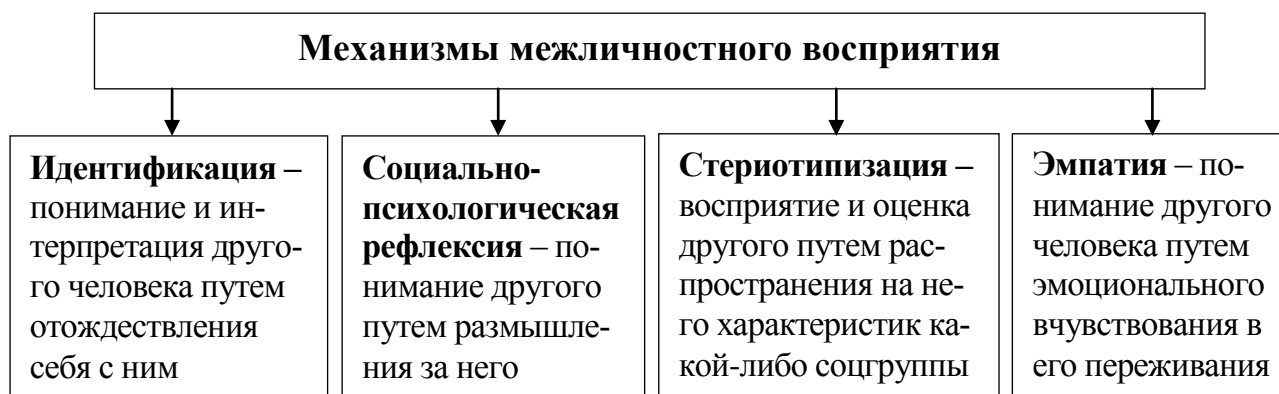 Механизмы межличностного восприятия
Идентификация –
понимание и ин-
терпретация друго-
го человека путем
отождествления
себя с ним
Социально-
психологическая
рефлексия – по-
нимание другого
путем размышле-
ния за него
Стериотипизация –
восприятие и оценка
другого путем рас-
пространения на не-
го характеристик ка-
кой-либо соцгруппы
Эмпатия – по-
нимание другого
человека путем
эмоционального
вчувствования в
его переживания